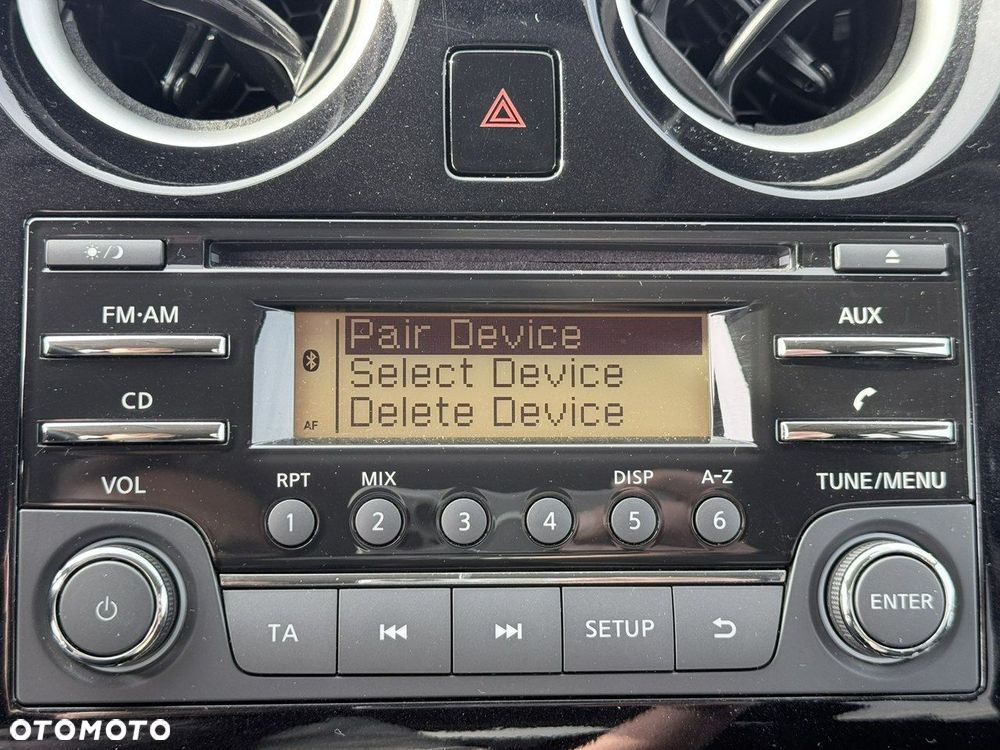 FM·AM
AUX
Pair Device
Select Device
Delete Device
AF
CD
VOL
RPT
MIX
DISP
A-Z
TUNE/MENU
1 2 3 4 5 6
TA
SETUP
ENTER
OTOMOTO